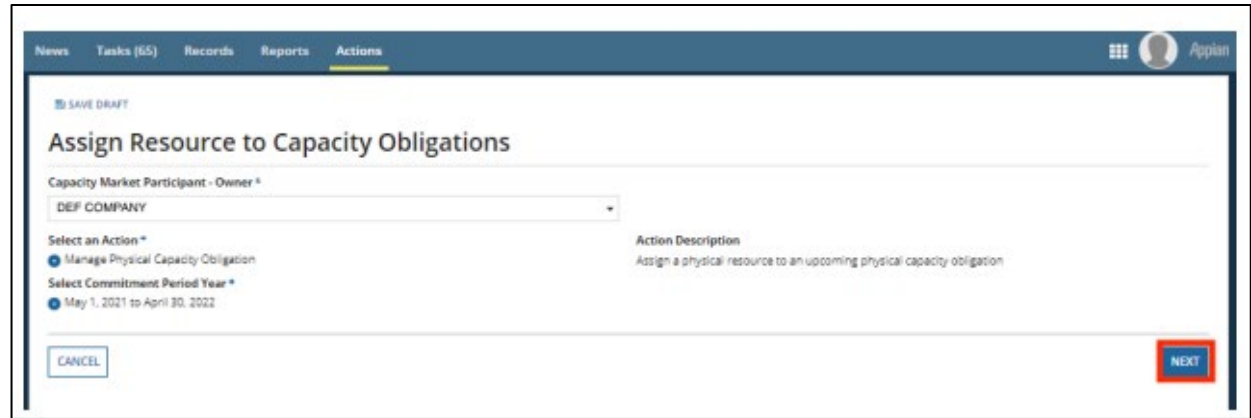 News Tasks (65) Records Reports Actions Appian
SAVE DRAFT
Assign Resource to Capacity Obligations
Capacity Market Participant - Owner *
DEF COMPANY
Select an Action * Action Description
Manage Physical Capacity Obligation Assign a physical resource to an upcoming physical capacity obligation
Select Commitment Period Year *
May 1, 2021 to April 30, 2022
CANCEL NEXT